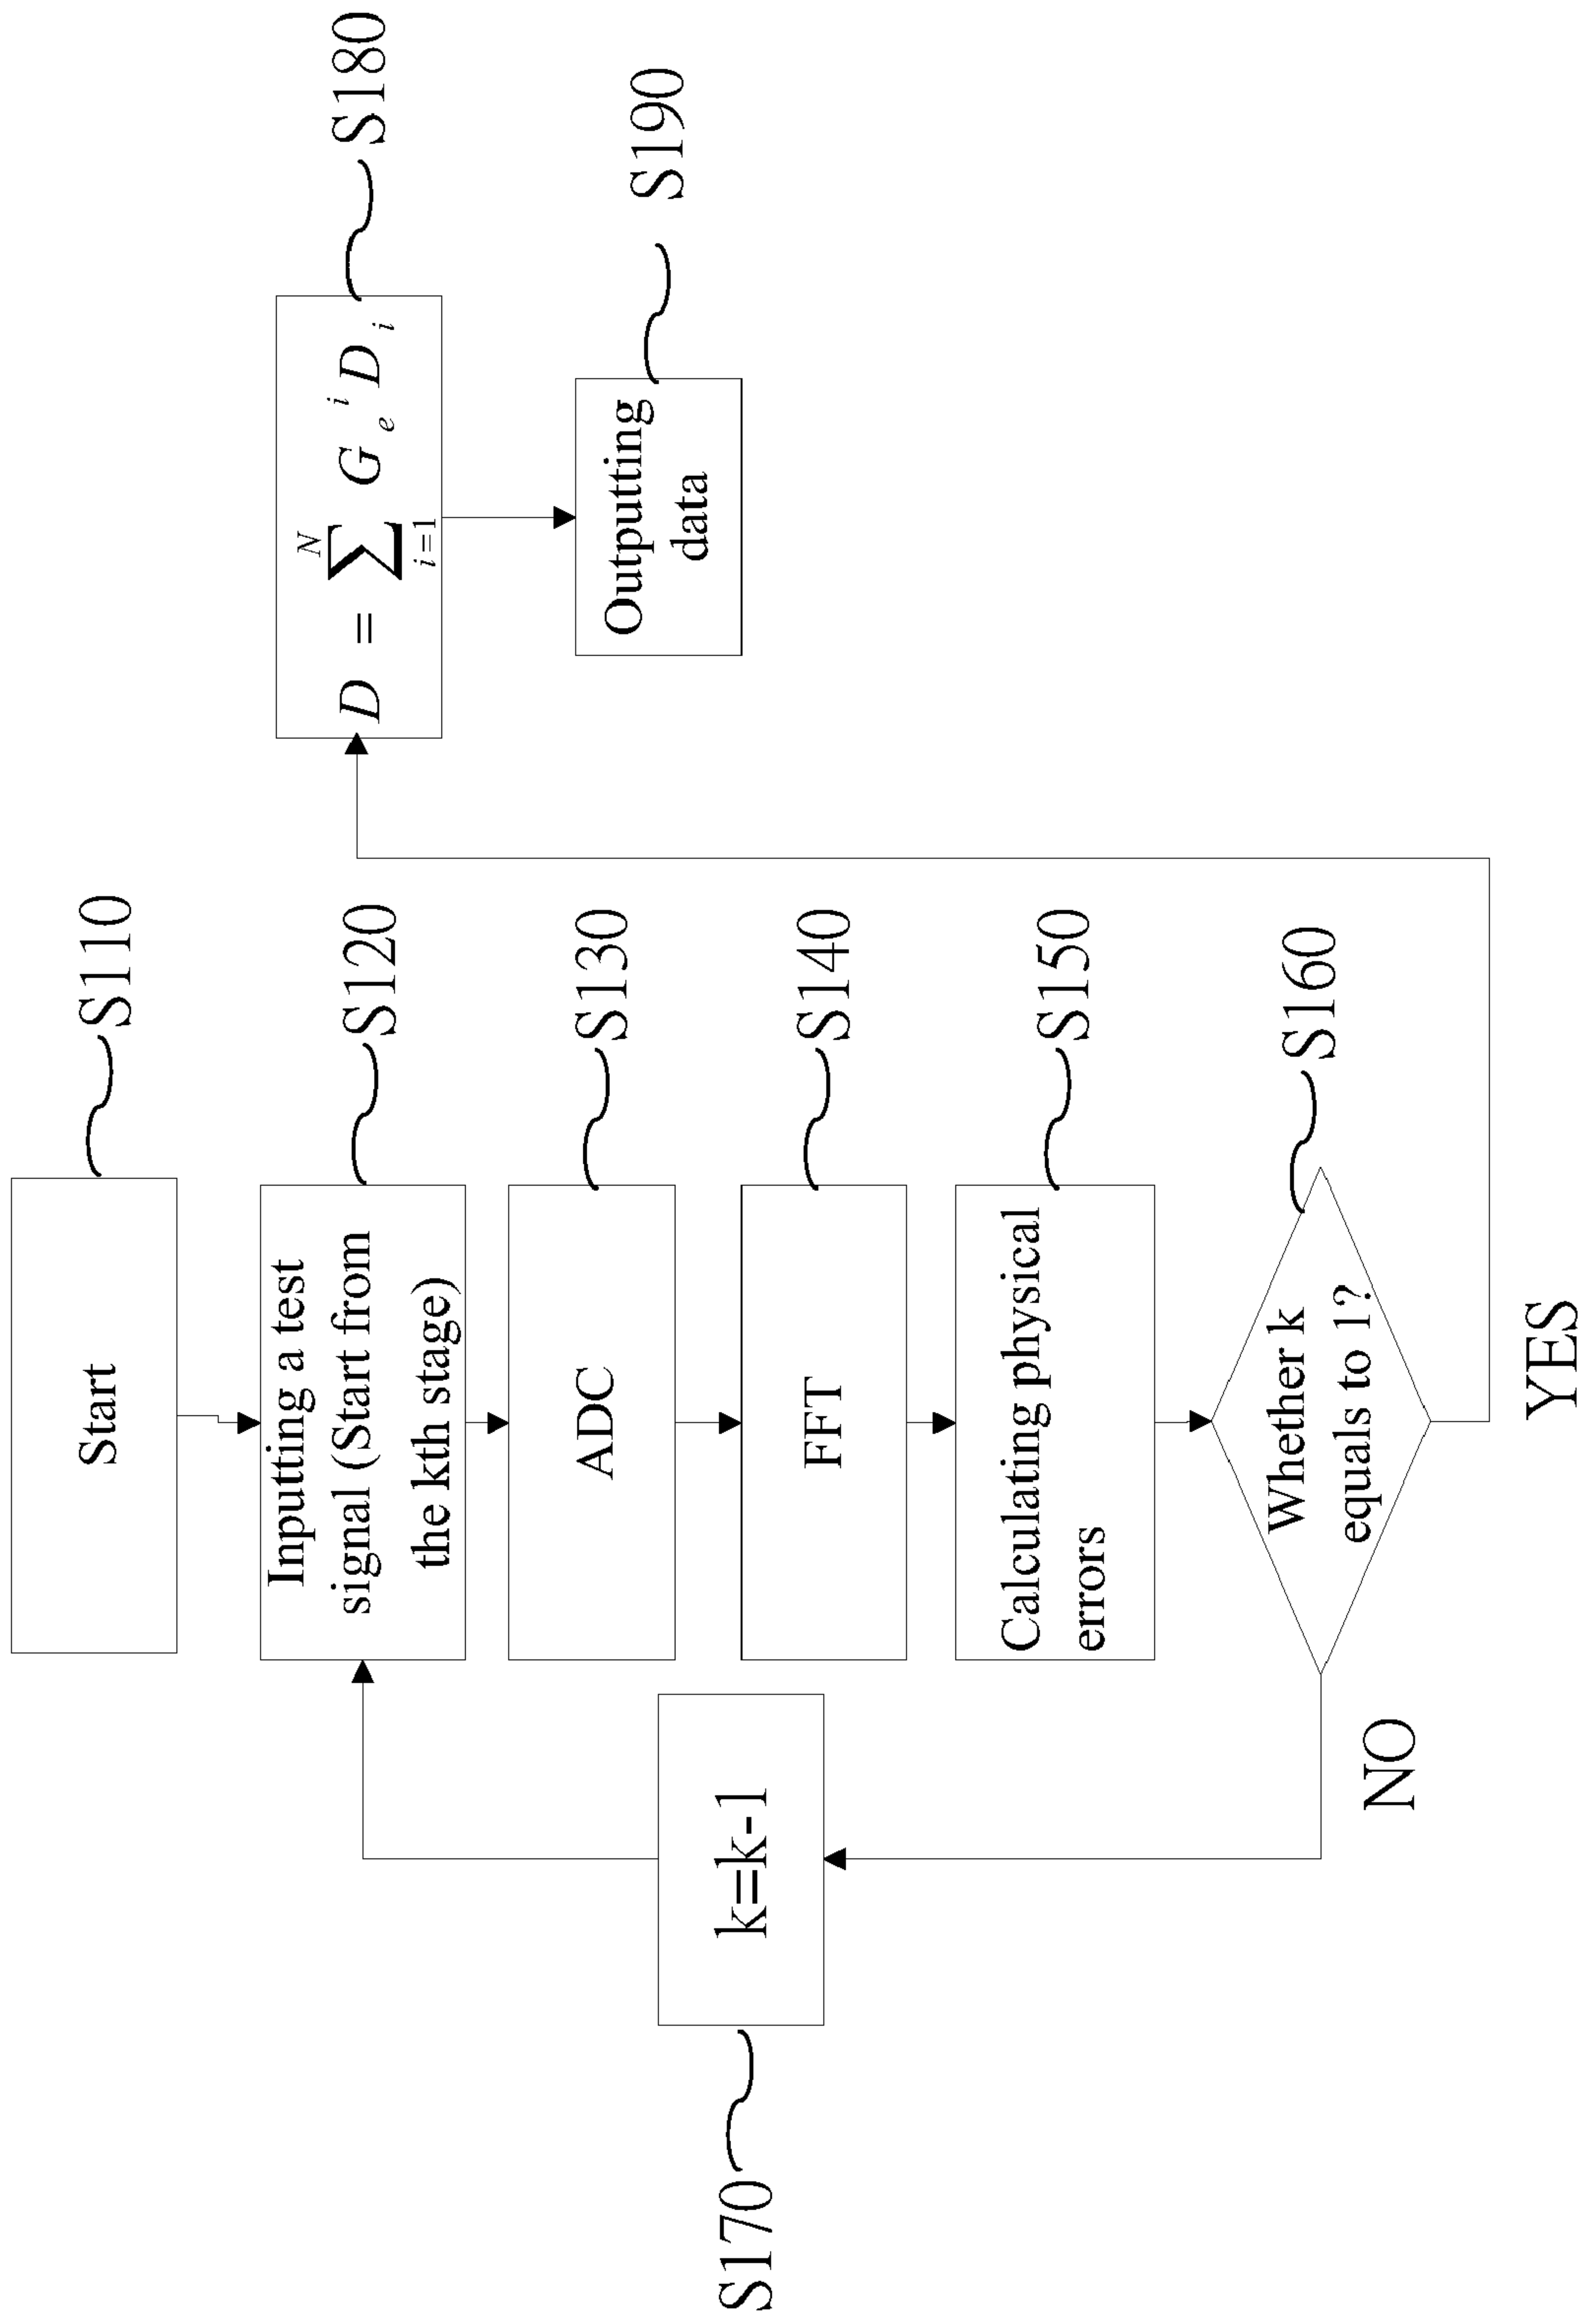 Start
S110
Inputting a test
signal (Start from
the kth stage)
S120
ADC
S130
FFT
S140
Calculating physical
errors
S150
Whether k
equals to 1?
S160
NO
YES
k=k-1
S170
D = \sum_{i=1}^{N} G_e^i D_i
S180
Outputting
data
S190